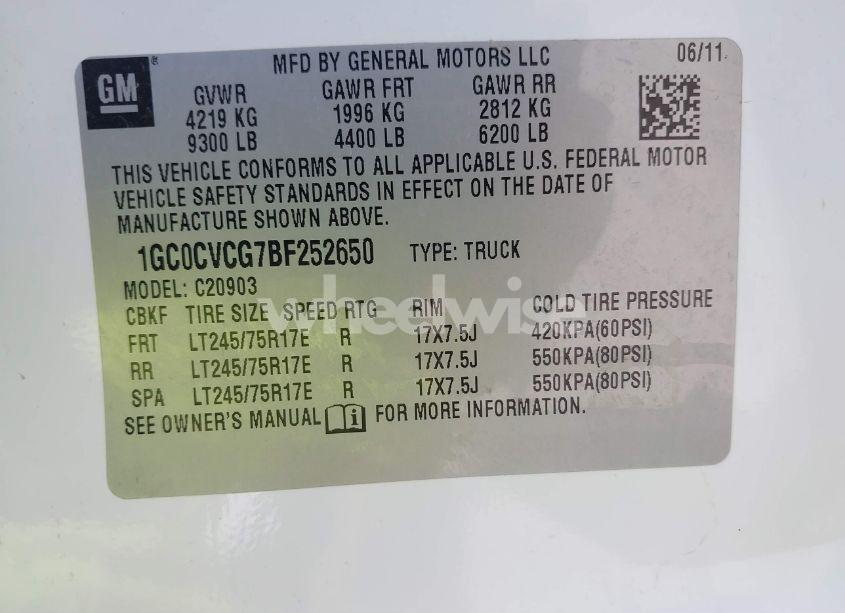 GM
MFD BY GENERAL MOTORS LLC 06/11
GVWR GAWR FRT GAWR RR
4219 KG 1996 KG 2812 KG
9300 LB 4400 LB 6200 LB
THIS VEHICLE CONFORMS TO ALL APPLICABLE U.S. FEDERAL MOTOR
VEHICLE SAFETY STANDARDS IN EFFECT ON THE DATE OF
MANUFACTURE SHOWN ABOVE.
1GC0CVCG7BF252650 TYPE: TRUCK
MODEL: C20903
wheelwise
CBKF TIRE SIZE SPEED RTG RIM COLD TIRE PRESSURE
FRT LT245/75R17E R 17X7.5J 420KPA(60PSI)
RR LT245/75R17E R 17X7.5J 550KPA(80PSI)
SPA LT245/75R17E R 17X7.5J 550KPA(80PSI)
SEE OWNER'S MANUAL i FOR MORE INFORMATION.